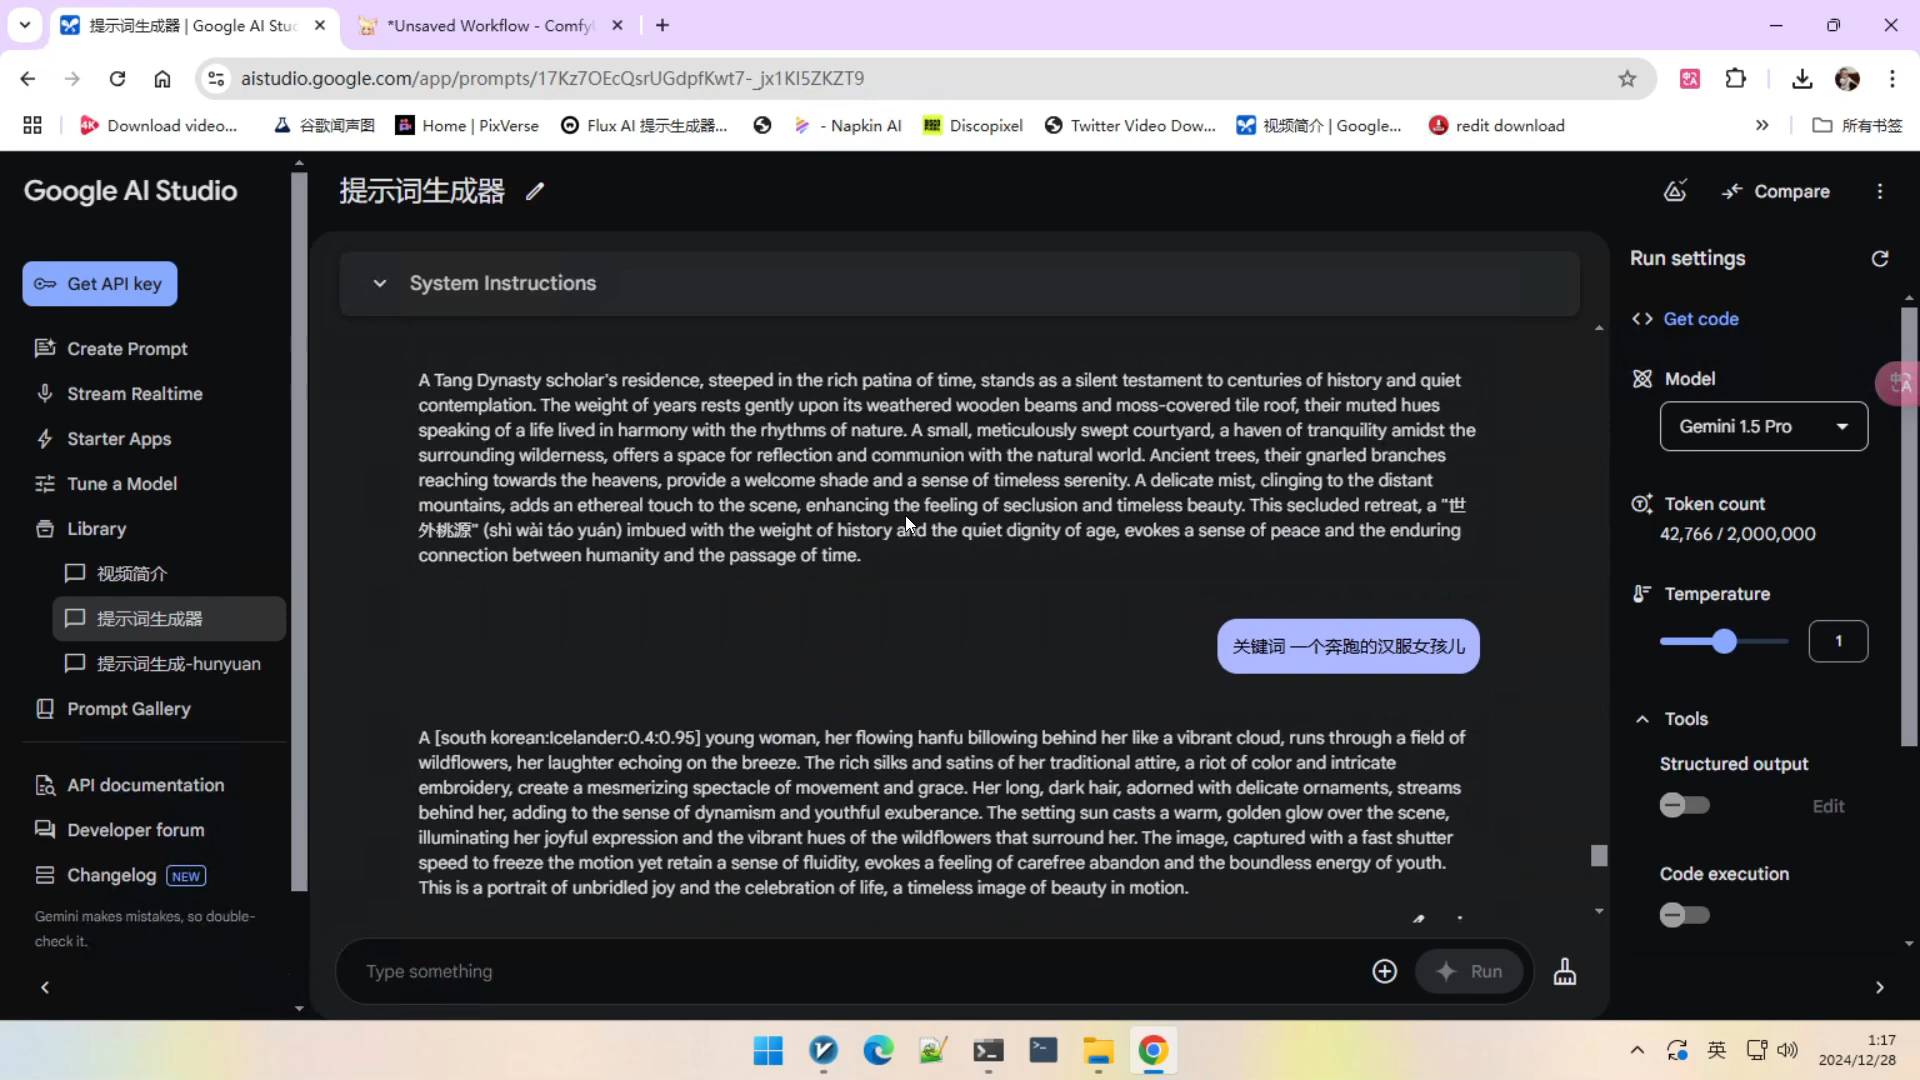 提示词生成器 | Google AI Stuc
*Unsaved Workflow - Comfy
aistudio.google.com/app/prompts/17Kz7OEcQsrUGdpfKwt7-_jx1KI5ZKZT9
Download video...
谷歌闻声图
Home | PixVerse
Flux AI 提示生成器...
- Napkin AI
Discopixel
Twitter Video Dow...
视频简介 | Google...
redit download
所有书签
Google AI Studio
提示词生成器
Compare
Get API key
System Instructions
Run settings
Get code
Create Prompt
Stream Realtime
Starter Apps
Tune a Model
Library
视频简介
提示词生成器
提示词生成-hunyuan
Prompt Gallery
API documentation
Developer forum
Changelog NEW
Gemini makes mistakes, so double-
check it.
A Tang Dynasty scholar's residence, steeped in the rich patina of time, stands as a silent testament to centuries of history and quiet
contemplation. The weight of years rests gently upon its weathered wooden beams and moss-covered tile roof, their muted hues
speaking of a life lived in harmony with the rhythms of nature. A small, meticulously swept courtyard, a haven of tranquility amidst the
surrounding wilderness, offers a space for reflection and communion with the natural world. Ancient trees, their gnarled branches
reaching towards the heavens, provide a welcome shade and a sense of timeless serenity. A delicate mist, clinging to the distant
mountains, adds an ethereal touch to the scene, enhancing the feeling of seclusion and timeless beauty. This secluded retreat, a "世
外桃源" (shì wài táo yuán) imbued with the weight of history and the quiet dignity of age, evokes a sense of peace and the enduring
connection between humanity and the passage of time.
关键词 一个奔跑的汉服女孩儿
A [south korean:Icelander:0.4:0.95] young woman, her flowing hanfu billowing behind her like a vibrant cloud, runs through a field of
wildflowers, her laughter echoing on the breeze. The rich silks and satins of her traditional attire, a riot of color and intricate
embroidery, create a mesmerizing spectacle of movement and grace. Her long, dark hair, adorned with delicate ornaments, streams
behind her, adding to the sense of dynamism and youthful exuberance. The setting sun casts a warm, golden glow over the scene,
illuminating her joyful expression and the vibrant hues of the wildflowers that surround her. The image, captured with a fast shutter
speed to freeze the motion yet retain a sense of fluidity, evokes a feeling of carefree abandon and the boundless energy of youth.
This is a portrait of unbridled joy and the celebration of life, a timeless image of beauty in motion.
Type something
Run
Model
Gemini 1.5 Pro
Token count
42,766 / 2,000,000
Temperature
1
Tools
Structured output
Edit
Code execution
英
1:17
2024/12/28